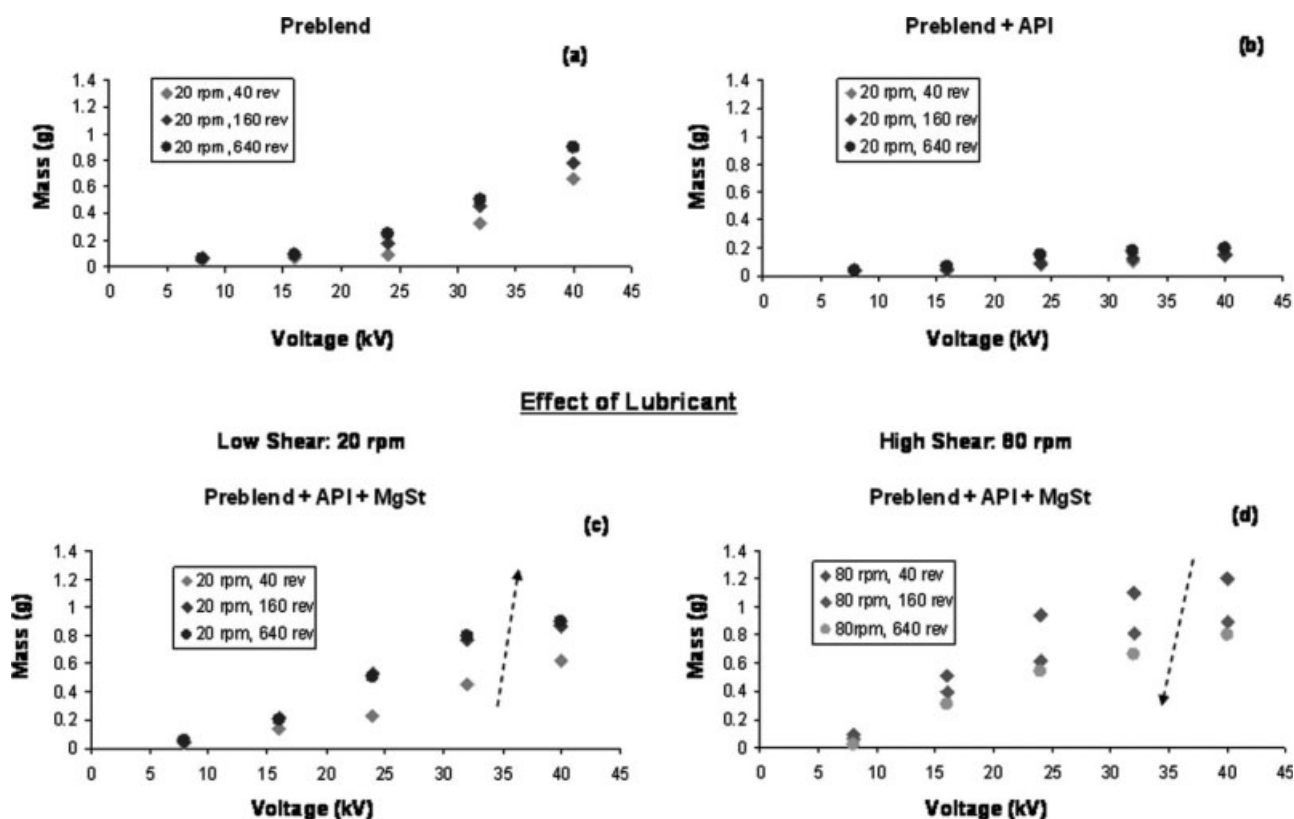 Preblend
(a)
1.4
1.2
1
0.8
0.6
0.4
0.2
0
Mass (g)
20 rpm, 40 rev
20 rpm, 160 rev
20 rpm, 640 rev
0 5 10 15 20 25 30 35 40 45
Voltage (kV)
Preblend + API
(b)
1.4
1.2
1
0.8
0.6
0.4
0.2
0
Mass (g)
20 rpm, 40 rev
20 rpm, 160 rev
20 rpm, 640 rev
0 5 10 15 20 25 30 35 40 45
Voltage (kV)
Effect of Lubricant
Low Shear: 20 rpm
Preblend + API + MgSt
(c)
1.4
1.2
1
0.8
0.6
0.4
0.2
0
Mass (g)
20 rpm, 40 rev
20 rpm, 160 rev
20 rpm, 640 rev
0 5 10 15 20 25 30 35 40 45
Voltage (kV)
High Shear: 80 rpm
Preblend + API + MgSt
(d)
1.4
1.2
1
0.8
0.6
0.4
0.2
0
Mass (g)
80 rpm, 40 rev
80 rpm, 160 rev
80rpm, 640 rev
0 5 10 15 20 25 30 35 40 45
Voltage (kV)